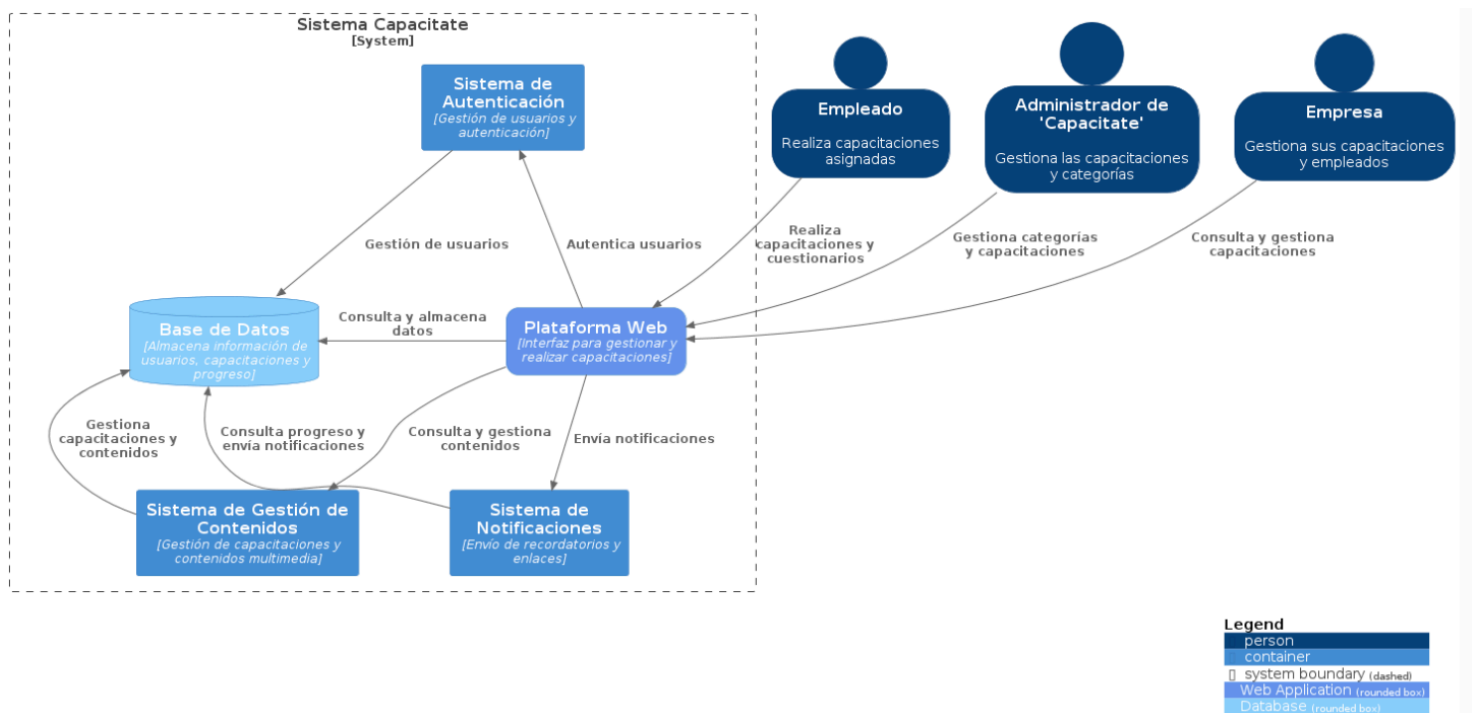 Sistema Capacitate
[System]
Sistema de
Autenticación
[Gestión de usuarios y
autenticación]
Empleado
Realiza capacitaciones
asignadas
Administrador de
'Capacitate'
Gestiona las capacitaciones
y categorías
Empresa
Gestiona sus capacitaciones
y empleados
Gestión de usuarios
Autentica usuarios
Realiza
capacitaciones y
cuestionarios
Gestiona categorías
y capacitaciones
Consulta y gestiona
capacitaciones
Base de Datos
[Almacena información de
usuarios, capacitaciones y
progreso]
Consulta y almacena
datos
Plataforma Web
[Interfaz para gestionar y
realizar capacitaciones]
Gestiona
capacitaciones y
contenidos
Consulta progreso y
envía notificaciones
Consulta y gestiona
contenidos
Envía notificaciones
Sistema de Gestión de
Contenidos
[Gestión de capacitaciones y
contenidos multimedia]
Sistema de
Notificaciones
[Envío de recordatorios y
enlaces]
Legend
person
container
▯ system boundary (dashed)
Web Application (rounded box)
Database (rounded box)